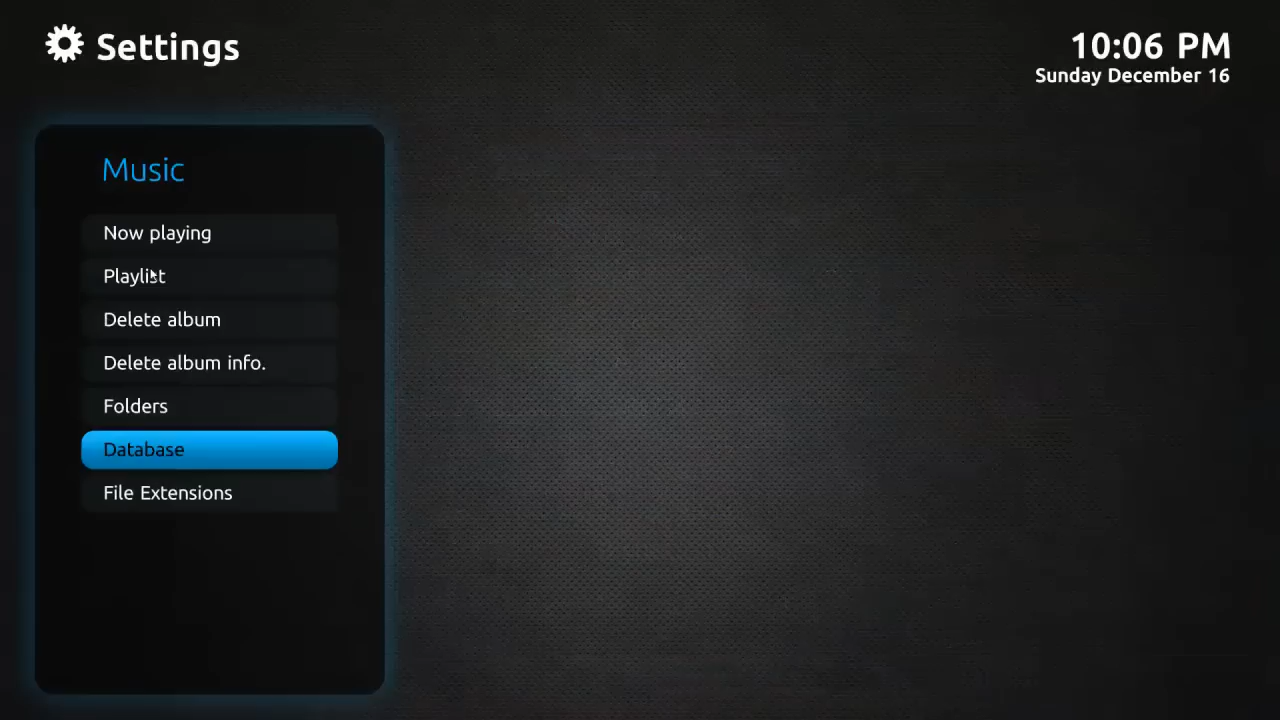 Settings
10:06 PM
Sunday December 16
Music
Now playing
Playlist
Delete album
Delete album info.
Folders
Database
File Extensions